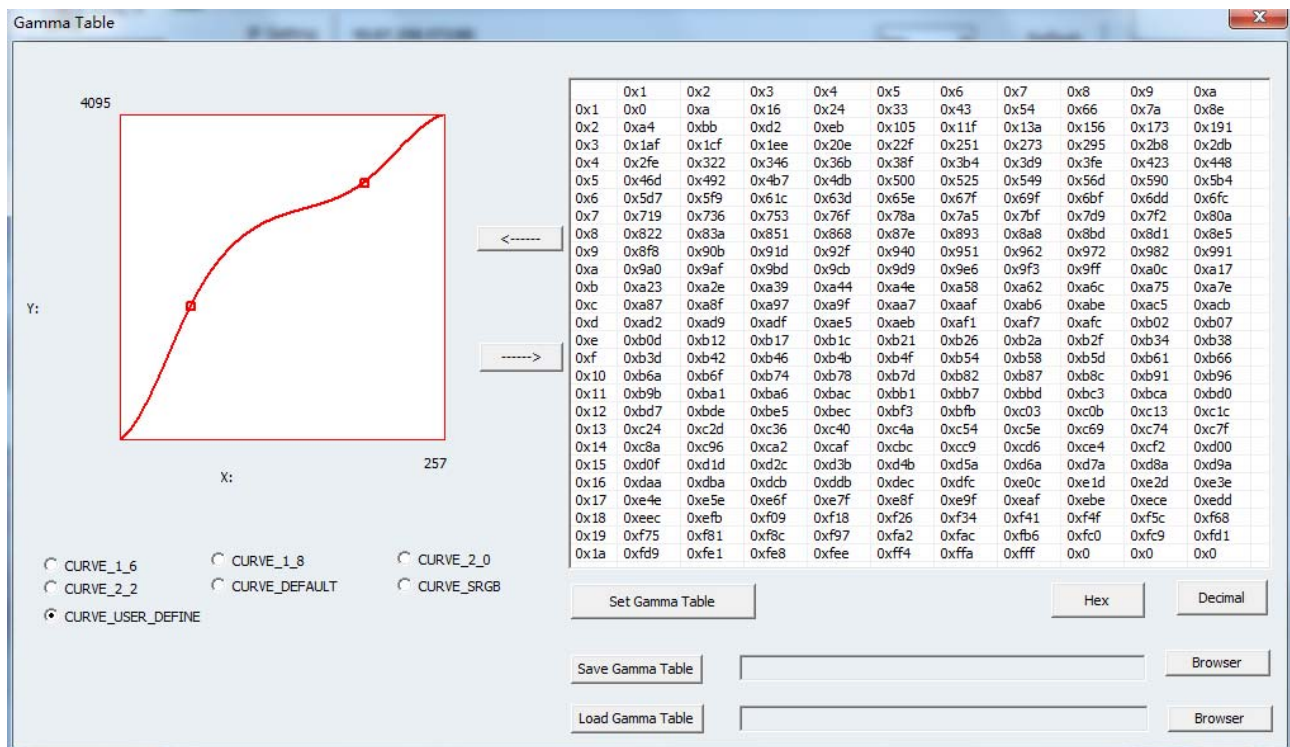 Gamma Table
4095
Y:
X:
257
<------
------>
0x1 0x2 0x3 0x4 0x5 0x6 0x7 0x8 0x9 0xa
0x1 0x0 0xa 0x16 0x24 0x33 0x43 0x54 0x66 0x7a 0x8e
0x2 0xa4 0xbb 0xd2 0xeb 0x105 0x11f 0x13a 0x156 0x173 0x191
0x3 0x1af 0x1cf 0x1ee 0x20e 0x22f 0x251 0x273 0x295 0x2b8 0x2db
0x4 0x2fe 0x322 0x346 0x36b 0x38f 0x3b4 0x3d9 0x3fe 0x423 0x448
0x5 0x46d 0x492 0x4b7 0x4db 0x500 0x525 0x549 0x56d 0x590 0x5b4
0x6 0x5d7 0x5f9 0x61c 0x63d 0x65e 0x67f 0x69f 0x6bf 0x6dd 0x6fc
0x7 0x719 0x736 0x753 0x76f 0x78a 0x7a5 0x7bf 0x7d9 0x7f2 0x80a
0x8 0x822 0x83a 0x851 0x868 0x87e 0x893 0x8a8 0x8bd 0x8d1 0x8e5
0x9 0x8f8 0x90b 0x91d 0x92f 0x940 0x951 0x962 0x972 0x982 0x991
0xa 0x9a0 0x9af 0x9bd 0x9cb 0x9d9 0x9e6 0x9f3 0x9ff 0xa0c 0xa17
0xb 0xa23 0xa2e 0xa39 0xa44 0xa4e 0xa58 0xa62 0xa6c 0xa75 0xa7e
0xc 0xa87 0xa8f 0xa97 0xa9f 0xaa7 0xaaf 0xab6 0xabe 0xac5 0xacb
0xd 0xad2 0xad9 0xadf 0xae5 0xaeb 0xaf1 0xaf7 0xafc 0xb02 0xb07
0xe 0xb0d 0xb12 0xb17 0xb1c 0xb21 0xb26 0xb2a 0xb2f 0xb34 0xb38
0xf 0xb3d 0xb42 0xb46 0xb4b 0xb4f 0xb54 0xb58 0xb5d 0xb61 0xb66
0x10 0xb6a 0xb6f 0xb74 0xb78 0xb7d 0xb82 0xb87 0xb8c 0xb91 0xb96
0x11 0xb9b 0xba1 0xba6 0xbac 0xbb1 0xbb7 0xbbd 0xbc3 0xbca 0xbd0
0x12 0xbd7 0xbde 0xbe5 0xbec 0xbf3 0xbfb 0xc03 0xc0b 0xc13 0xc1c
0x13 0xc24 0xc2d 0xc36 0xc40 0xc4a 0xc54 0xc5e 0xc69 0xc74 0xc7f
0x14 0xc8a 0xc96 0xca2 0xcaf 0xcbc 0xcc9 0xcd6 0xce4 0xcf2 0xd00
0x15 0xd0f 0xd1d 0xd2c 0xd3b 0xd4b 0xd5a 0xd6a 0xd7a 0xd8a 0xd9a
0x16 0xdaa 0xdba 0xdcb 0xddb 0xdec 0xdfc 0xe0c 0xe1d 0xe2d 0xe3e
0x17 0xe4e 0xe5e 0xe6f 0xe7f 0xe8f 0xe9f 0xeaf 0xebe 0xece 0xedd
0x18 0xeec 0xefb 0xf09 0xf18 0xf26 0xf34 0xf41 0xf4f 0xf5c 0xf68
0x19 0xf75 0xf81 0xf8c 0xf97 0xfa2 0xfac 0xfb6 0xfc0 0xfc9 0xfd1
0x1a 0xfd9 0xfe1 0xfe8 0xfee 0xff4 0xffa 0xfff 0x0 0x0 0x0
CURVE_1_6 CURVE_1_8 CURVE_2_0
CURVE_2_2 CURVE_DEFAULT CURVE_SRGB
CURVE_USER_DEFINE
Set Gamma Table Hex Decimal
Save Gamma Table Browser
Load Gamma Table Browser